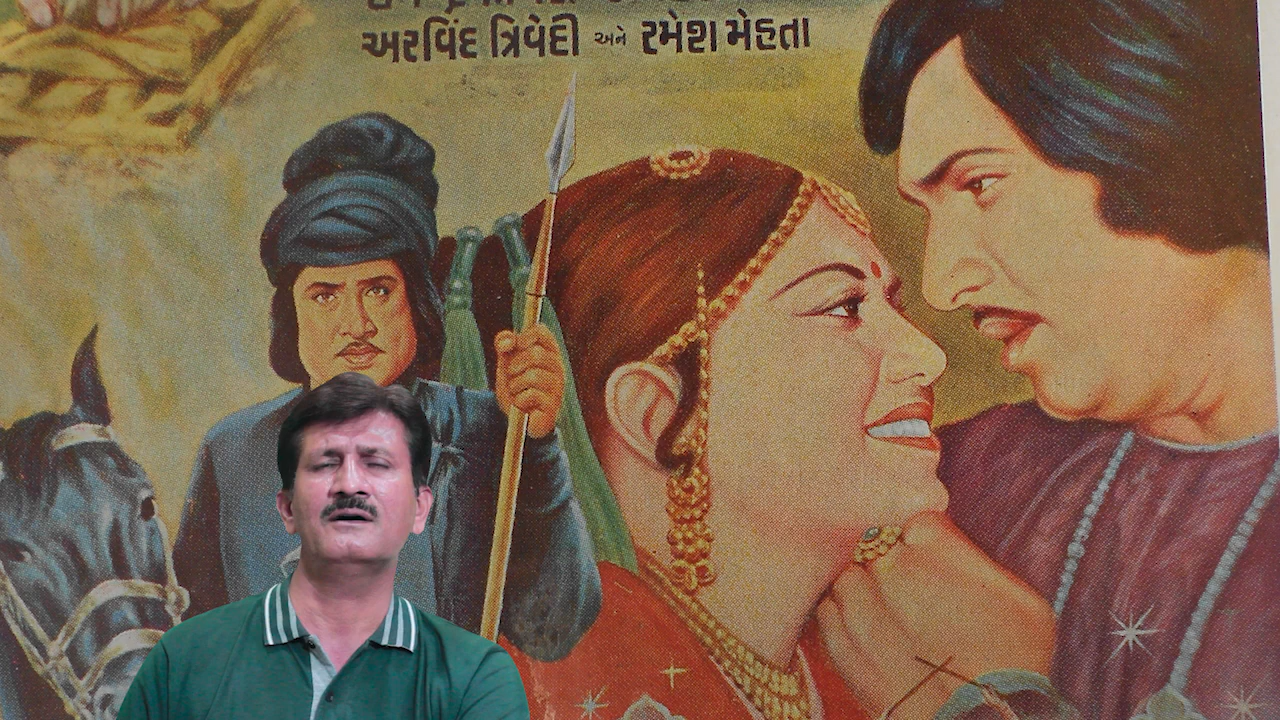 અરવિંદ ત્રિવેદી અને રમેશ મેહતા